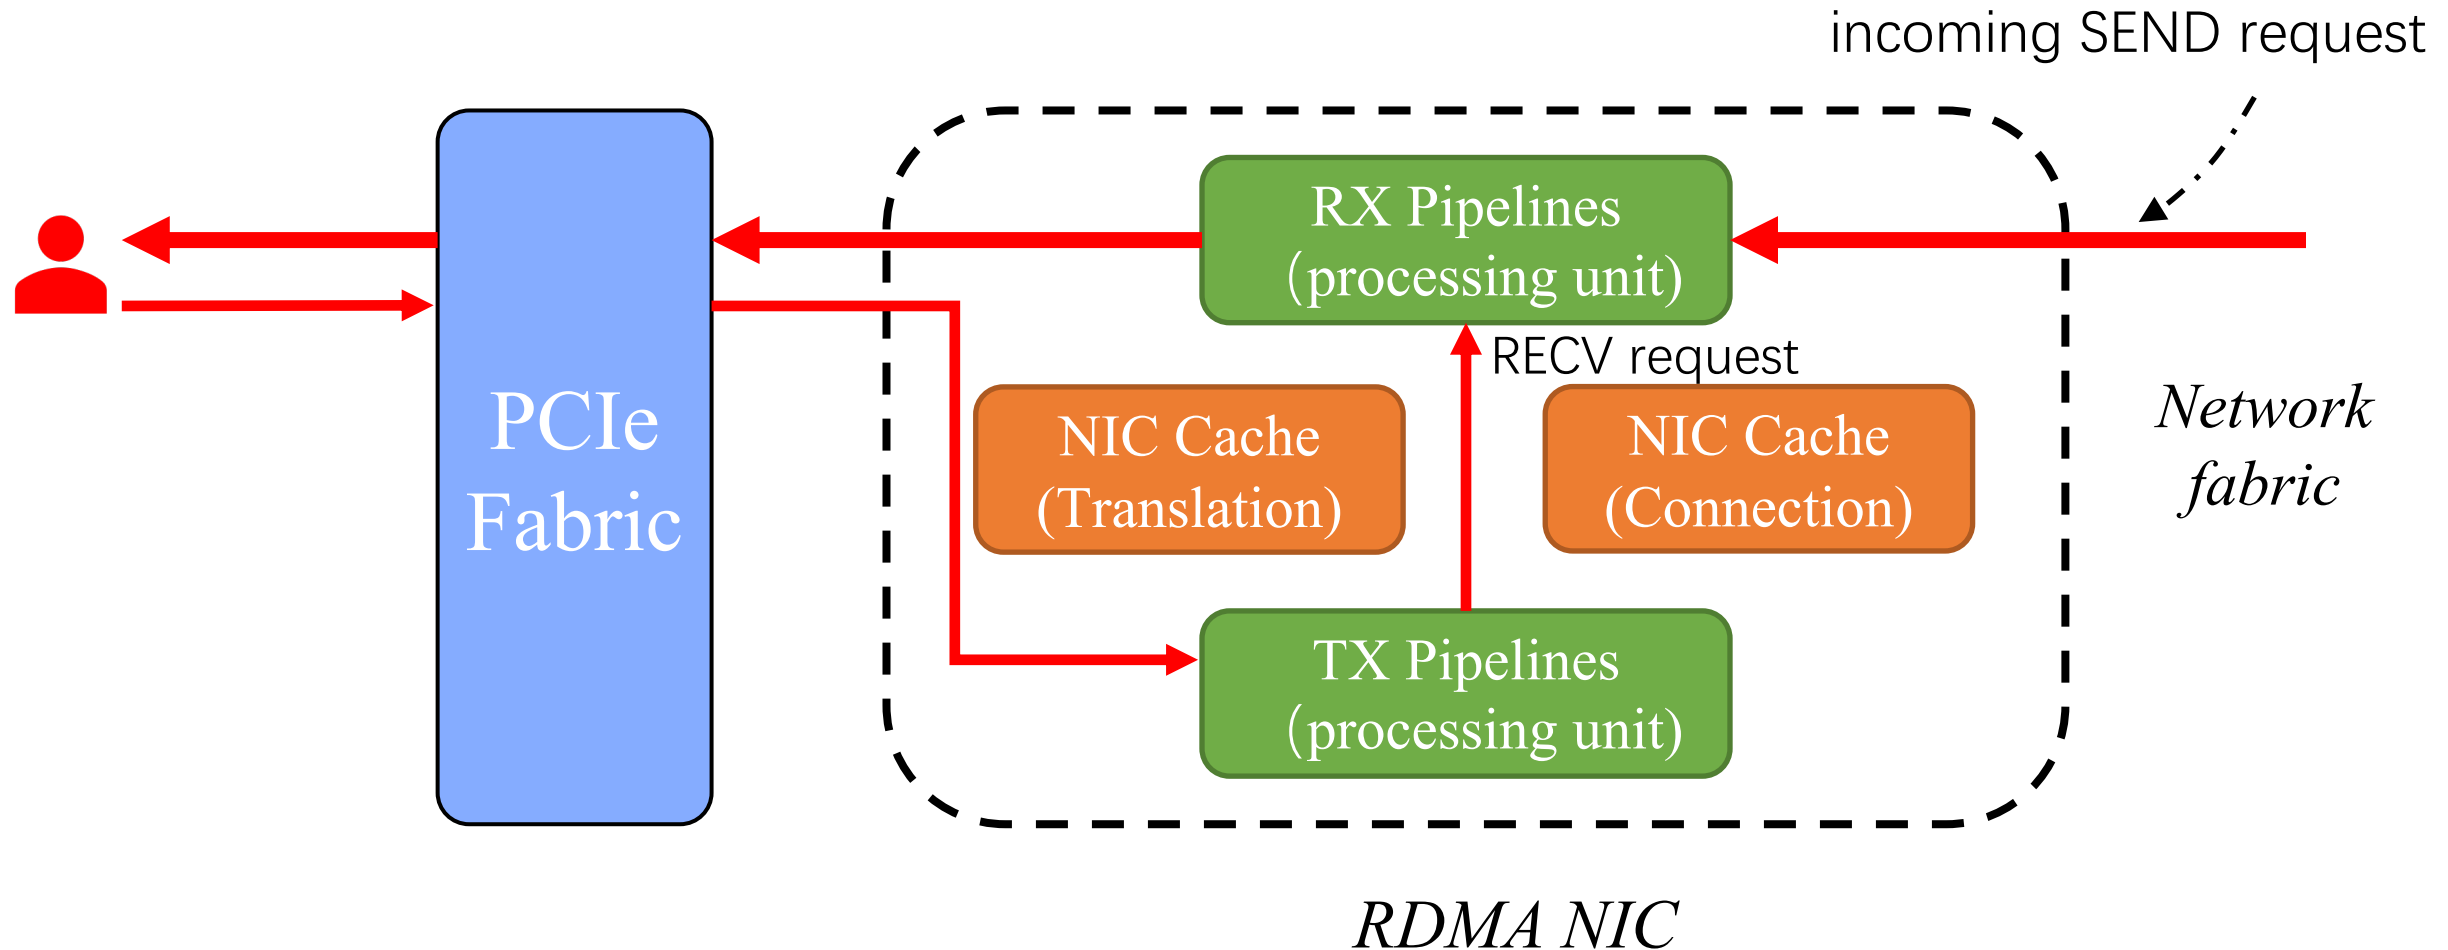 incoming SEND request
RX Pipelines
(processing unit)
RECV request
PCIe
Fabric
NIC Cache
(Translation)
NIC Cache
(Connection)
Network
fabric
TX Pipelines
(processing unit)
RDMA NIC